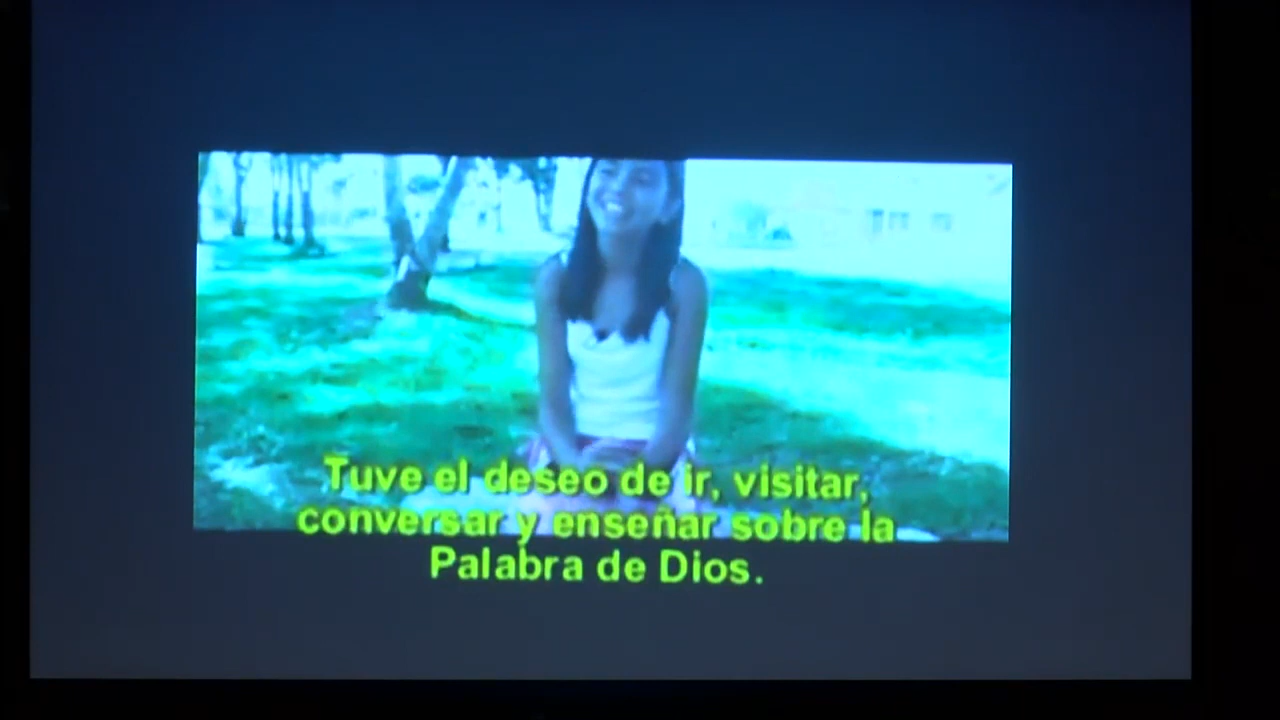 Tuve el deseo de ir, visitar,
conversar y enseñar sobre la
Palabra de Dios.